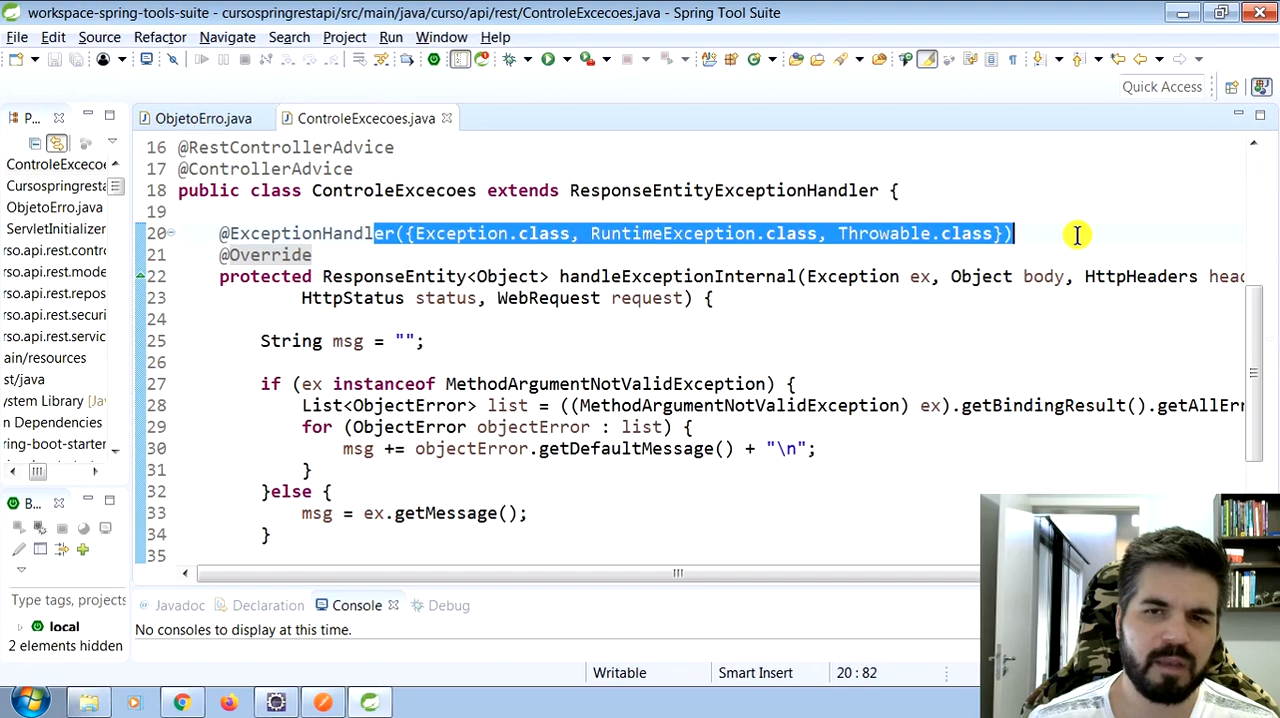 workspace-spring-tools-suite - cursospringrestapi/src/main/java/curso/api/rest/ControleExcecoes.java - Spring Tool Suite
File Edit Source Refactor Navigate Search Project Run Window Help
Quick Access
P...
ObjetoErro.java
ControleExcecoes.java
ControleExceco
Cursospringresta
ObjetoErro.java
ServletInitializer
rso.api.rest.contro
rso.api.rest.mode
rso.api.rest.repos
rso.api.rest.securi
rso.api.rest.servic
ain/resources
st/java
ystem Library [Jav
n Dependencies
ring-boot-starter
16 @RestControllerAdvice
17 @ControllerAdvice
18 public class ControleExcecoes extends ResponseEntityExceptionHandler {
19
20 @ExceptionHandler({Exception.class, RuntimeException.class, Throwable.class})
21 @Override
22 protected ResponseEntity<Object> handleExceptionInternal(Exception ex, Object body, HttpHeaders head
23 HttpStatus status, WebRequest request) {
24
25 String msg = "";
26
27 if (ex instanceof MethodArgumentNotValidException) {
28 List<ObjectError> list = ((MethodArgumentNotValidException) ex).getBindingResult().getAllErr
29 for (ObjectError objectError : list) {
30 msg += objectError.getDefaultMessage() + "\n";
31 }
32 }else {
33 msg = ex.getMessage();
34 }
35
B...
Type tags, projects
local
2 elements hidden
Javadoc Declaration Console Debug
No consoles to display at this time.
Writable Smart Insert 20 : 82